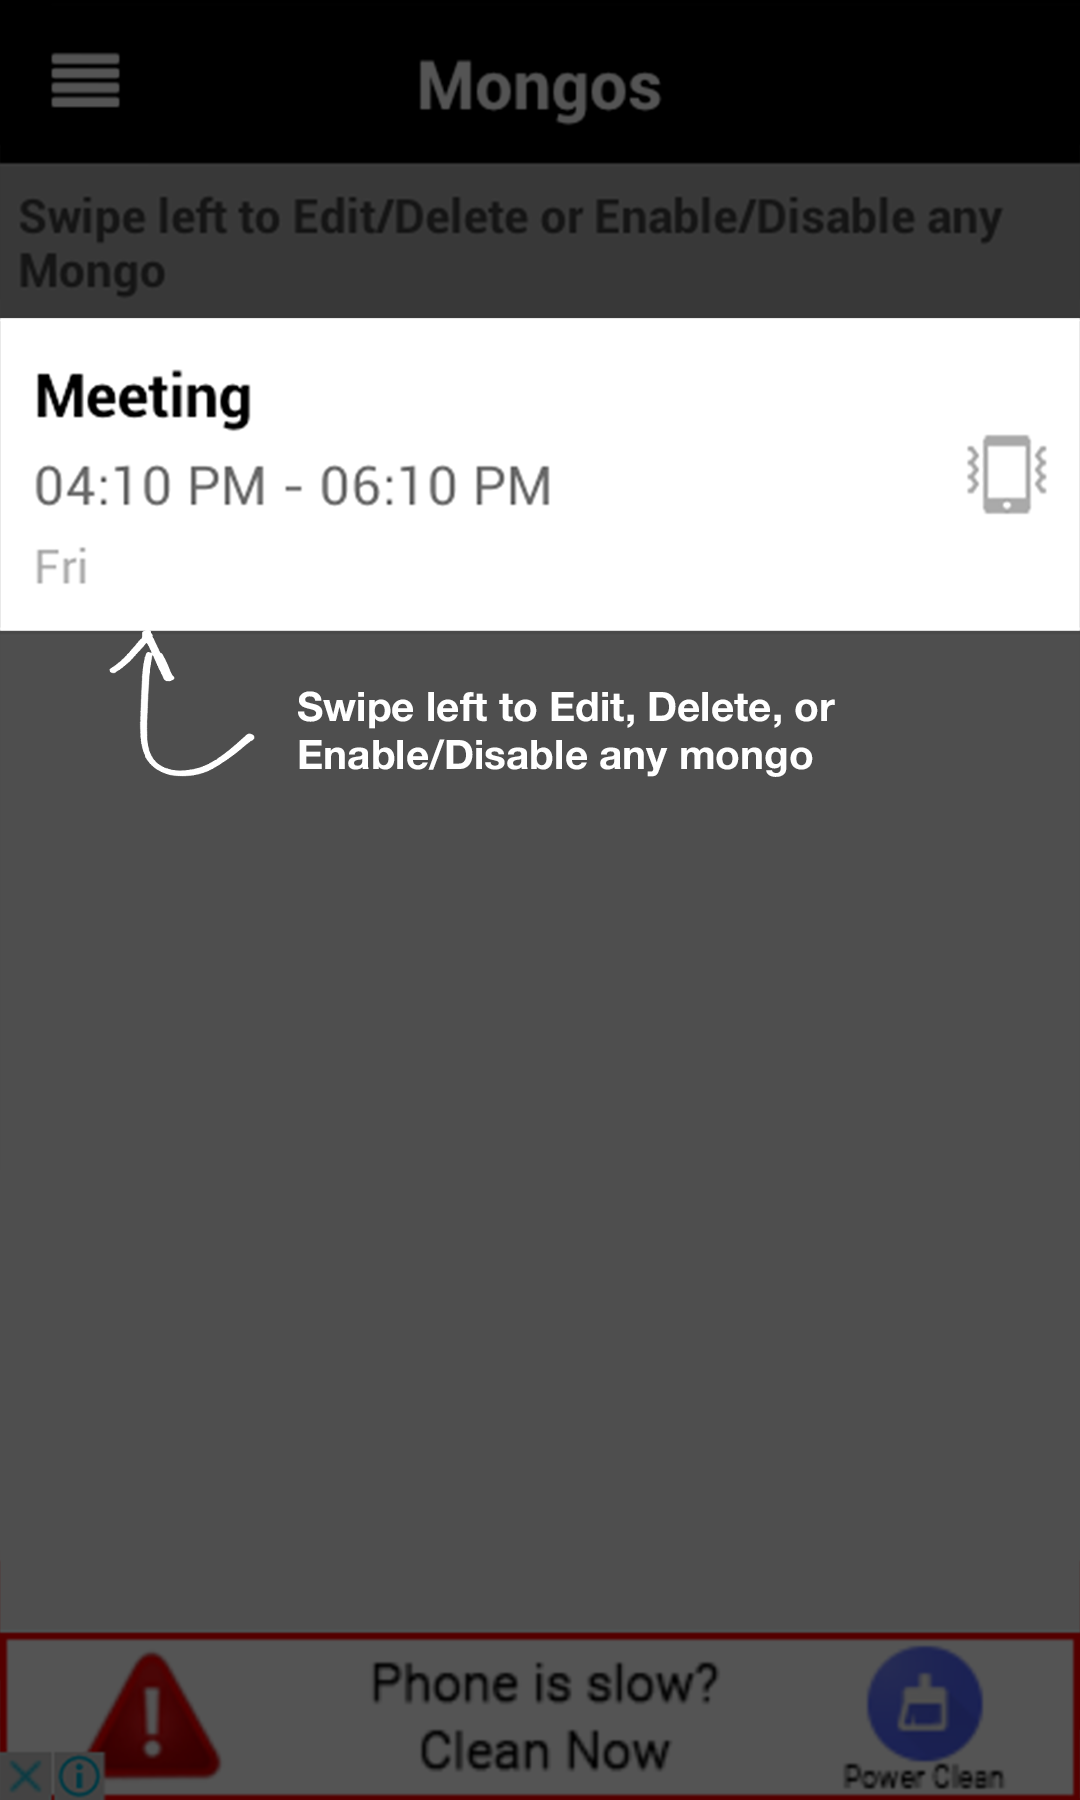 Mongos
Swipe left to Edit/Delete or Enable/Disable any
Mongo
Meeting
04:10 PM - 06:10 PM
Fri
Swipe left to Edit, Delete, or
Enable/Disable any mongo
Phone is slow?
Clean Now
Power Clean